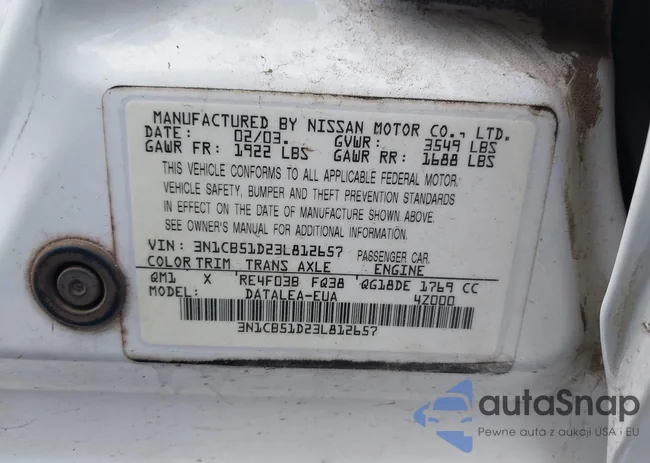 MANUFACTURED BY NISSAN MOTOR CO., LTD.
DATE: 02/03. GVWR: 3549 LBS
GAWR FR: 1922 LBS GAWR RR: 1688 LBS
THIS VEHICLE CONFORMS TO ALL APPLICABLE FEDERAL MOTOR
VEHICLE SAFETY, BUMPER AND THEFT PREVENTION STANDARDS
IN EFFECT ON THE DATE OF MANUFACTURE SHOWN ABOVE.
SEE OWNER'S MANUAL FOR ADDITIONAL INFORMATION.
VIN: 3N1CB51D23L812657 PASSENGER CAR.
COLOR TRIM TRANS AXLE ENGINE
QM1 X RE4F03B FQ38 QG18DE 1769 CC
MODEL: DATALEA-EUA 4Z000
3N1CB51D23L812657
autaSnap
Pewne auta z aukcji USA i EU